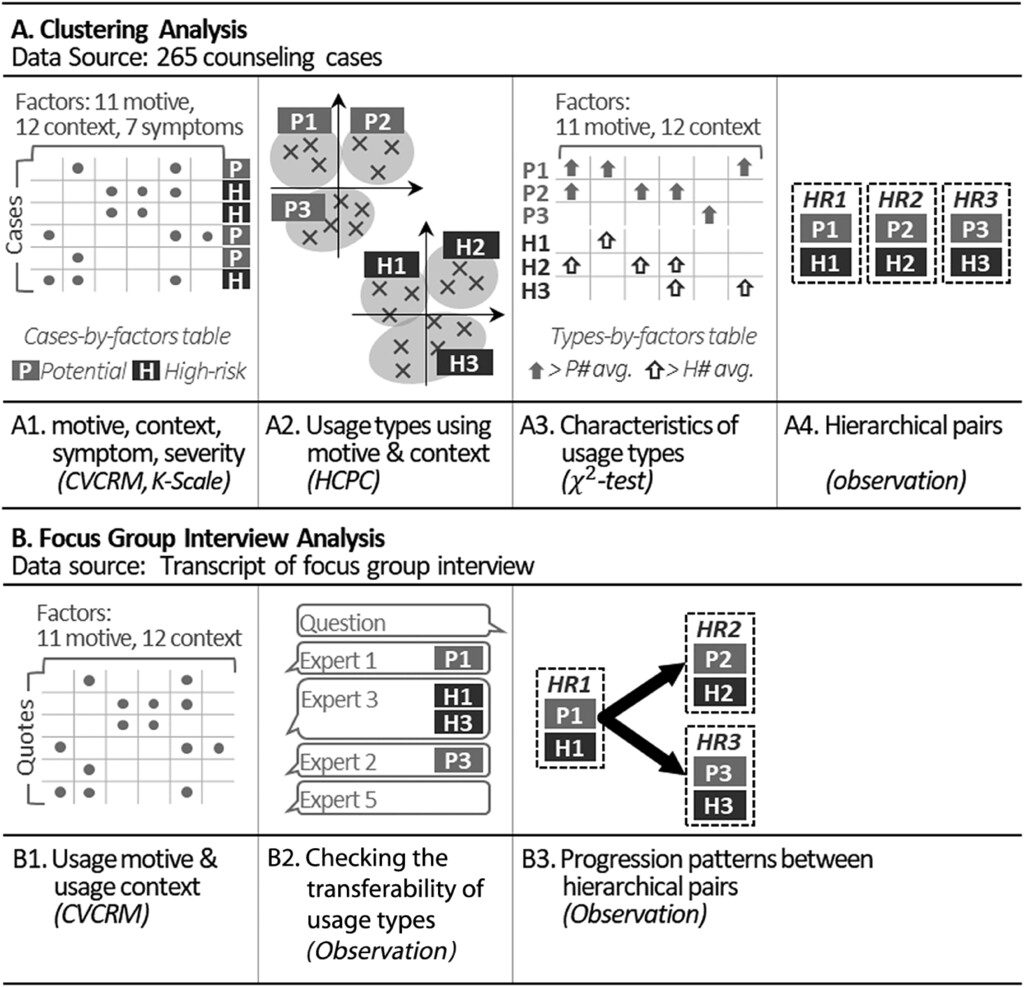 A. Clustering Analysis
Data Source: 265 counseling cases
Factors: 11 motive,
12 context, 7 symptoms
Cases
P
H
H
P
P
H
Cases-by-factors table
P Potential H High-risk
P1 P2
P3
H2
H1
H3
Factors:
11 motive, 12 context
P1
P2
P3
H1
H2
H3
Types-by-factors table
> P# avg. > H# avg.
HR1 HR2 HR3
P1 P2 P3
H1 H2 H3
A1. motive, context,
symptom, severity
(CVCRM, K-Scale)
A2. Usage types using
motive & context
(HCPC)
A3. Characteristics of
usage types
(χ²-test)
A4. Hierarchical pairs
(observation)
B. Focus Group Interview Analysis
Data source: Transcript of focus group interview
Factors:
11 motive, 12 context
Quotes
Question
Expert 1 P1
Expert 3 H1
H3
Expert 2 P3
Expert 5
HR1
P1
H1
HR2
P2
H2
HR3
P3
H3
B1. Usage motive &
usage context
(CVCRM)
B2. Checking the
transferability of
usage types
(Observation)
B3. Progression patterns between
hierarchical pairs
(Observation)